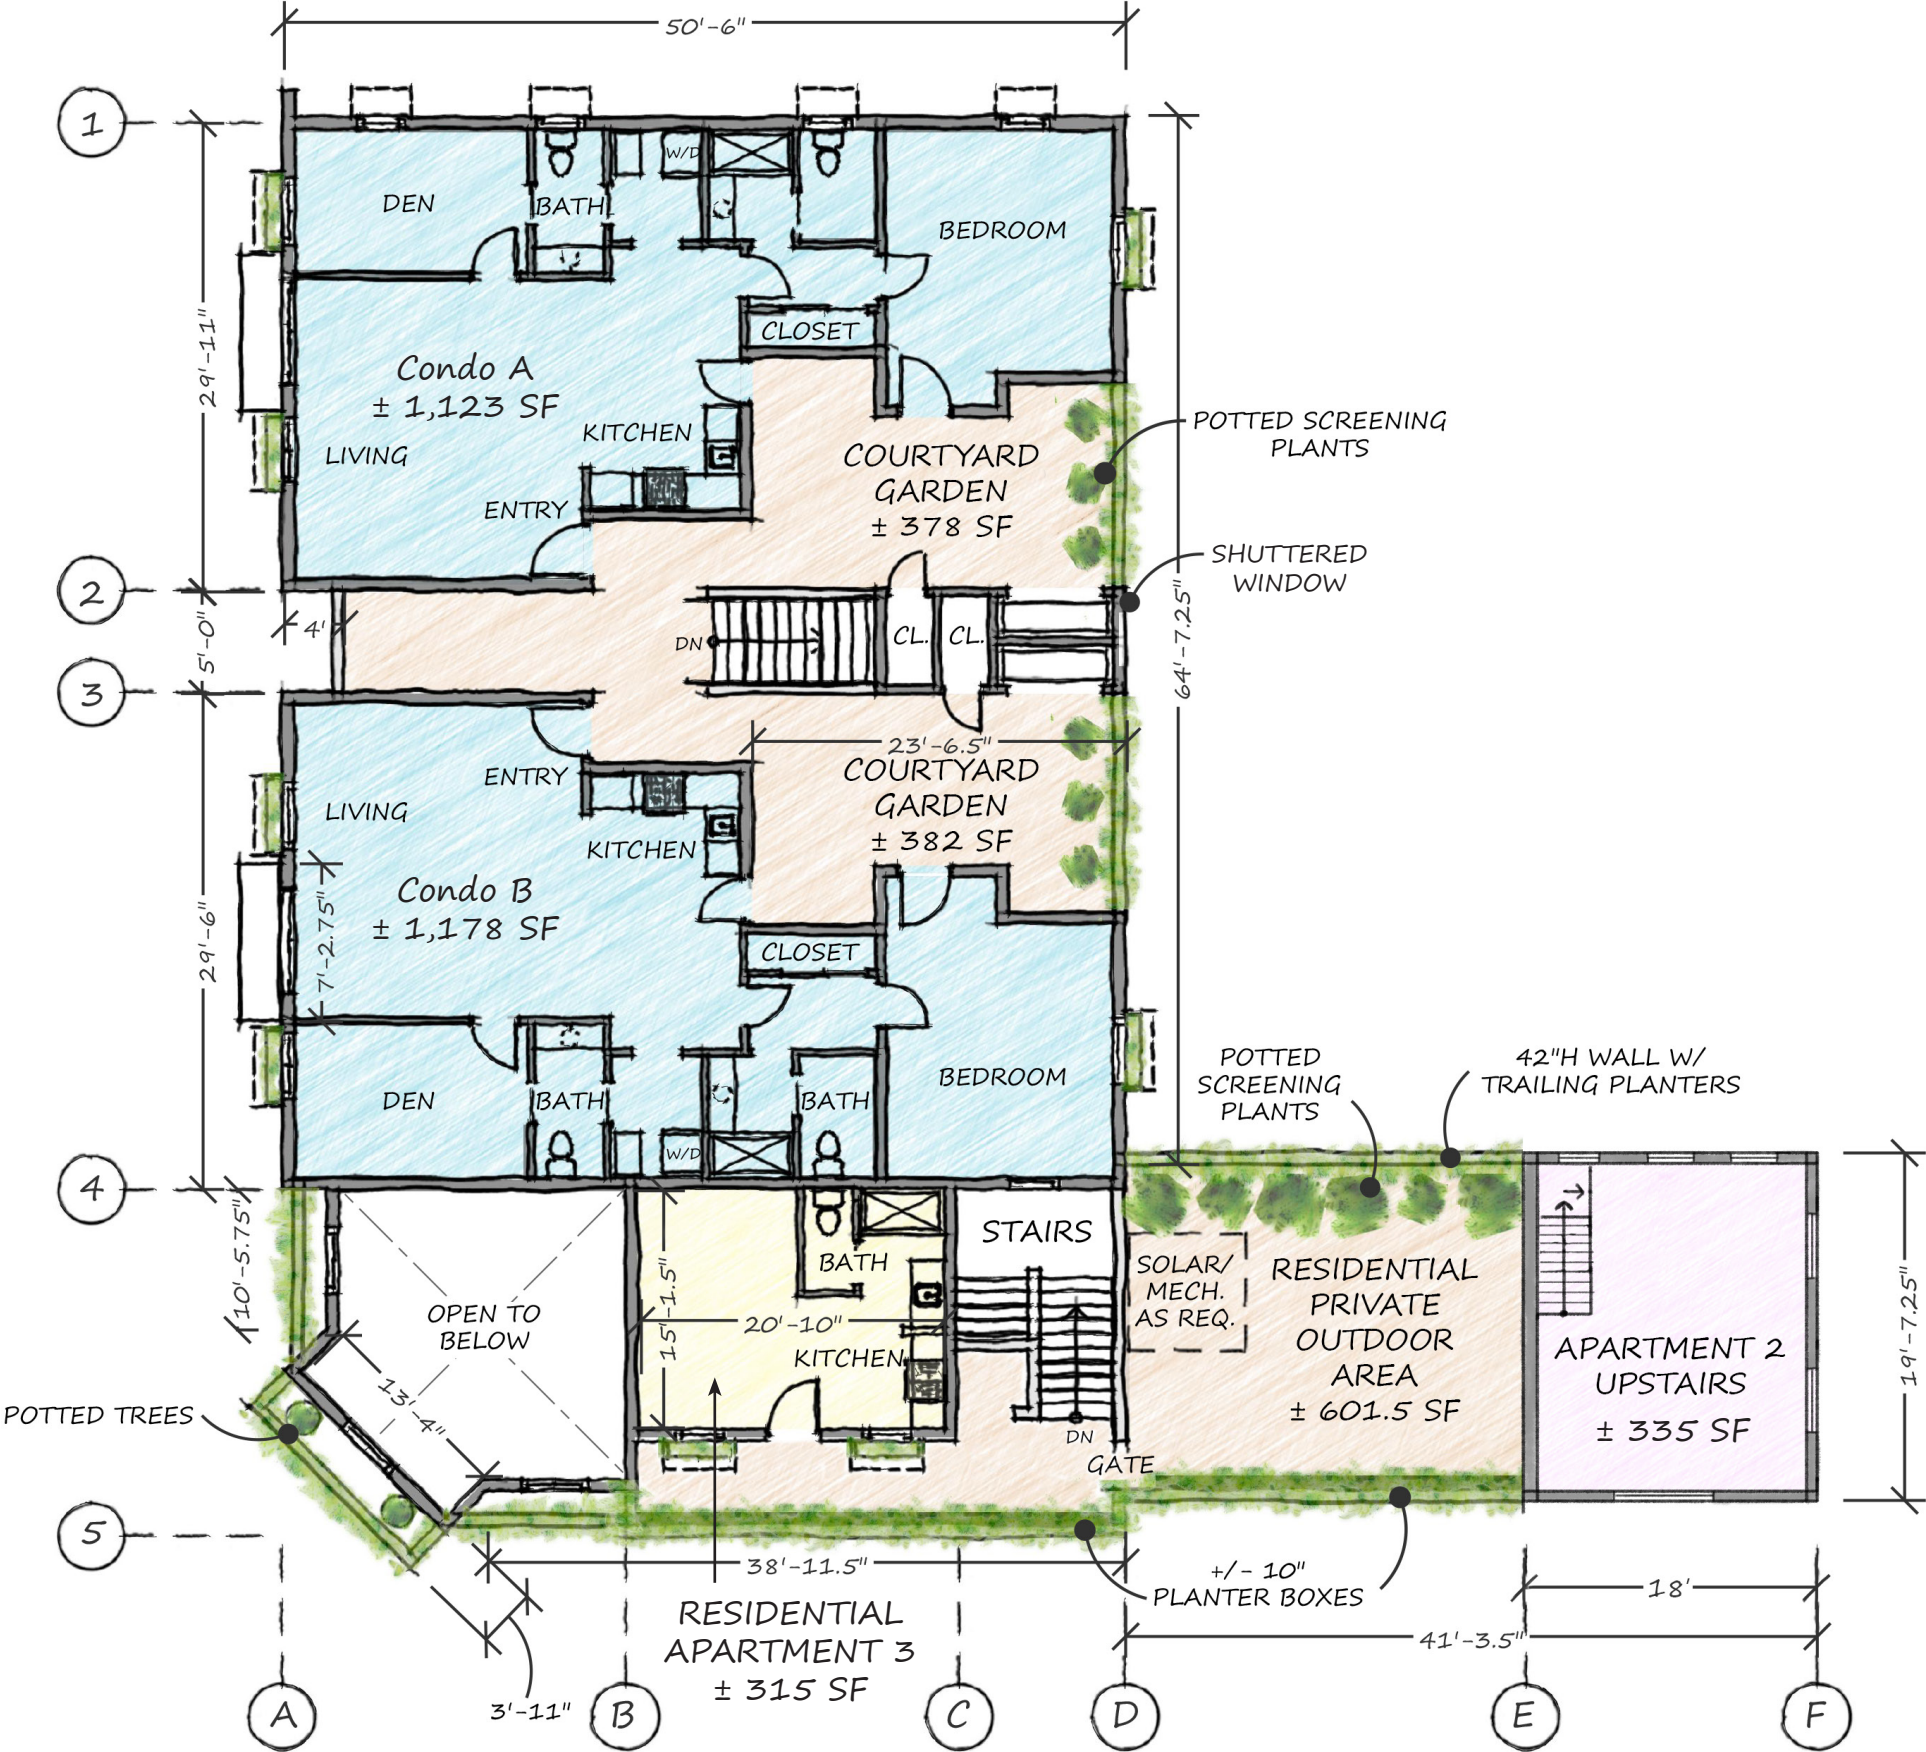 50'-6"
1
W/D
DEN
BATH
BEDROOM
CLOSET
29'-11"
Condo A
± 1,123 SF
KITCHEN
LIVING
ENTRY
COURTYARD
GARDEN
± 378 SF
POTTED SCREENING
PLANTS
SHUTTERED
WINDOW
2
5'-0"
4'
DN
CL.
CL.
64'-7.25"
3
23'-6.5"
COURTYARD
GARDEN
± 382 SF
ENTRY
LIVING
KITCHEN
Condo B
± 1,178 SF
7'-2.75"
29'-6"
CLOSET
DEN
BATH
BATH
BEDROOM
W/D
POTTED
SCREENING
PLANTS
42"H WALL W/
TRAILING PLANTERS
4
10'-5.75"
OPEN TO
BELOW
13'-4"
POTTED TREES
15'-1.5"
20'-10"
BATH
KITCHEN
STAIRS
DN
GATE
SOLAR/
MECH.
AS REQ.
RESIDENTIAL
PRIVATE
OUTDOOR
AREA
± 601.5 SF
APARTMENT 2
UPSTAIRS
± 335 SF
19'-7.25"
5
38'-11.5"
+/- 10"
PLANTER BOXES
18'
41'-3.5"
RESIDENTIAL
APARTMENT 3
± 315 SF
3'-11"
A
B
C
D
E
F